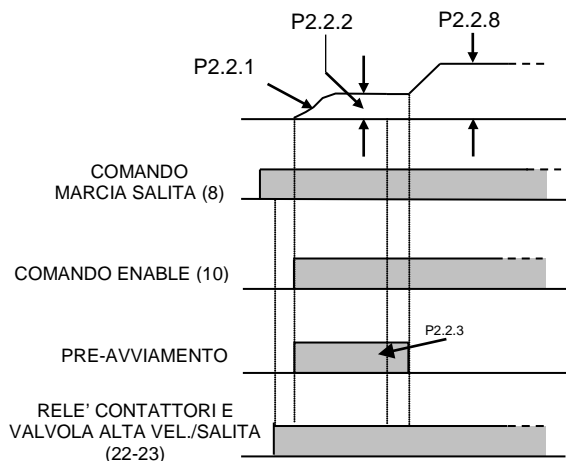 P2.2.2
P2.2.8
P2.2.1
COMANDO
MARCIA SALITA (8)
COMANDO ENABLE (10)
P2.2.3
PRE-AVVIAMENTO
RELE' CONTATTORI E
VALVOLA ALTA VEL./SALITA
(22-23)